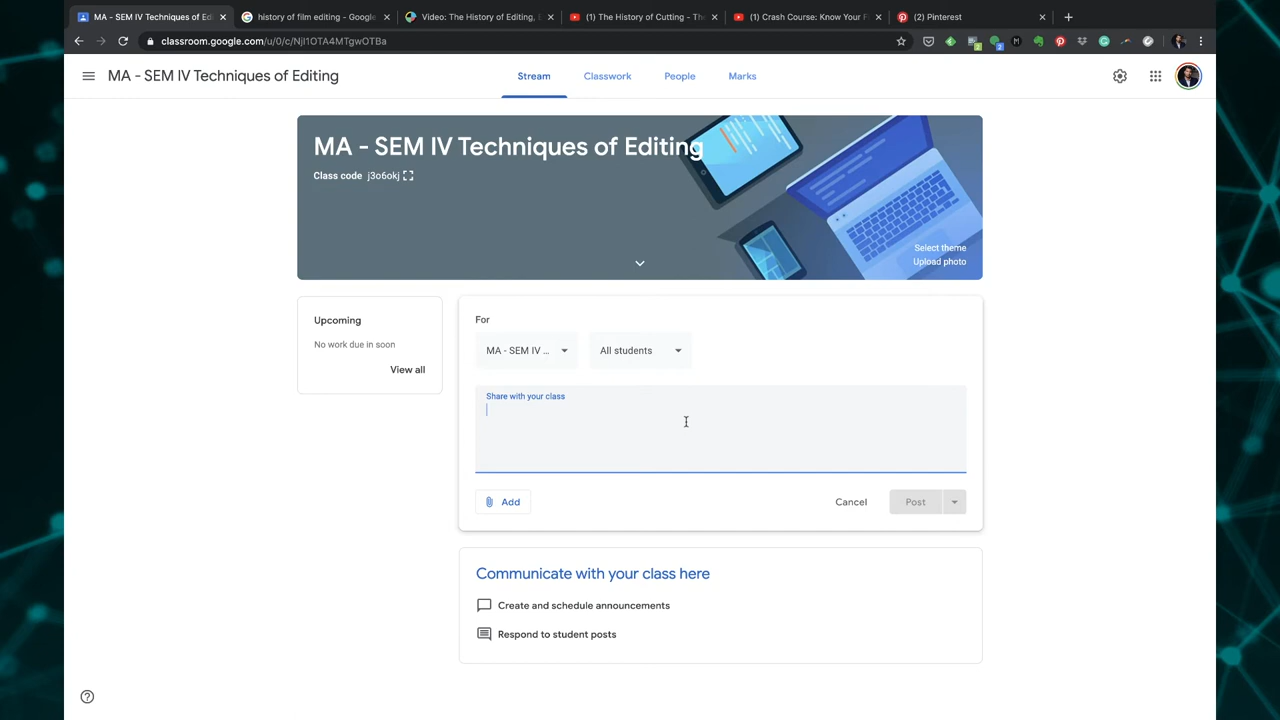 MA - SEM IV Techniques of Edi
history of film editing - Google
Video: The History of Editing, E
(1) The History of Cutting - The
(1) Crash Course: Know Your F
(2) Pinterest
classroom.google.com/u/0/c/NjI1OTA4MTgwOTBa
MA - SEM IV Techniques of Editing
Stream
Classwork
People
Marks
MA - SEM IV Techniques of Editing
Class code j3o6okj
Select theme
Upload photo
Upcoming
No work due in soon
View all
For
MA - SEM IV ...
All students
Share with your class
Add
Cancel
Post
Communicate with your class here
Create and schedule announcements
Respond to student posts